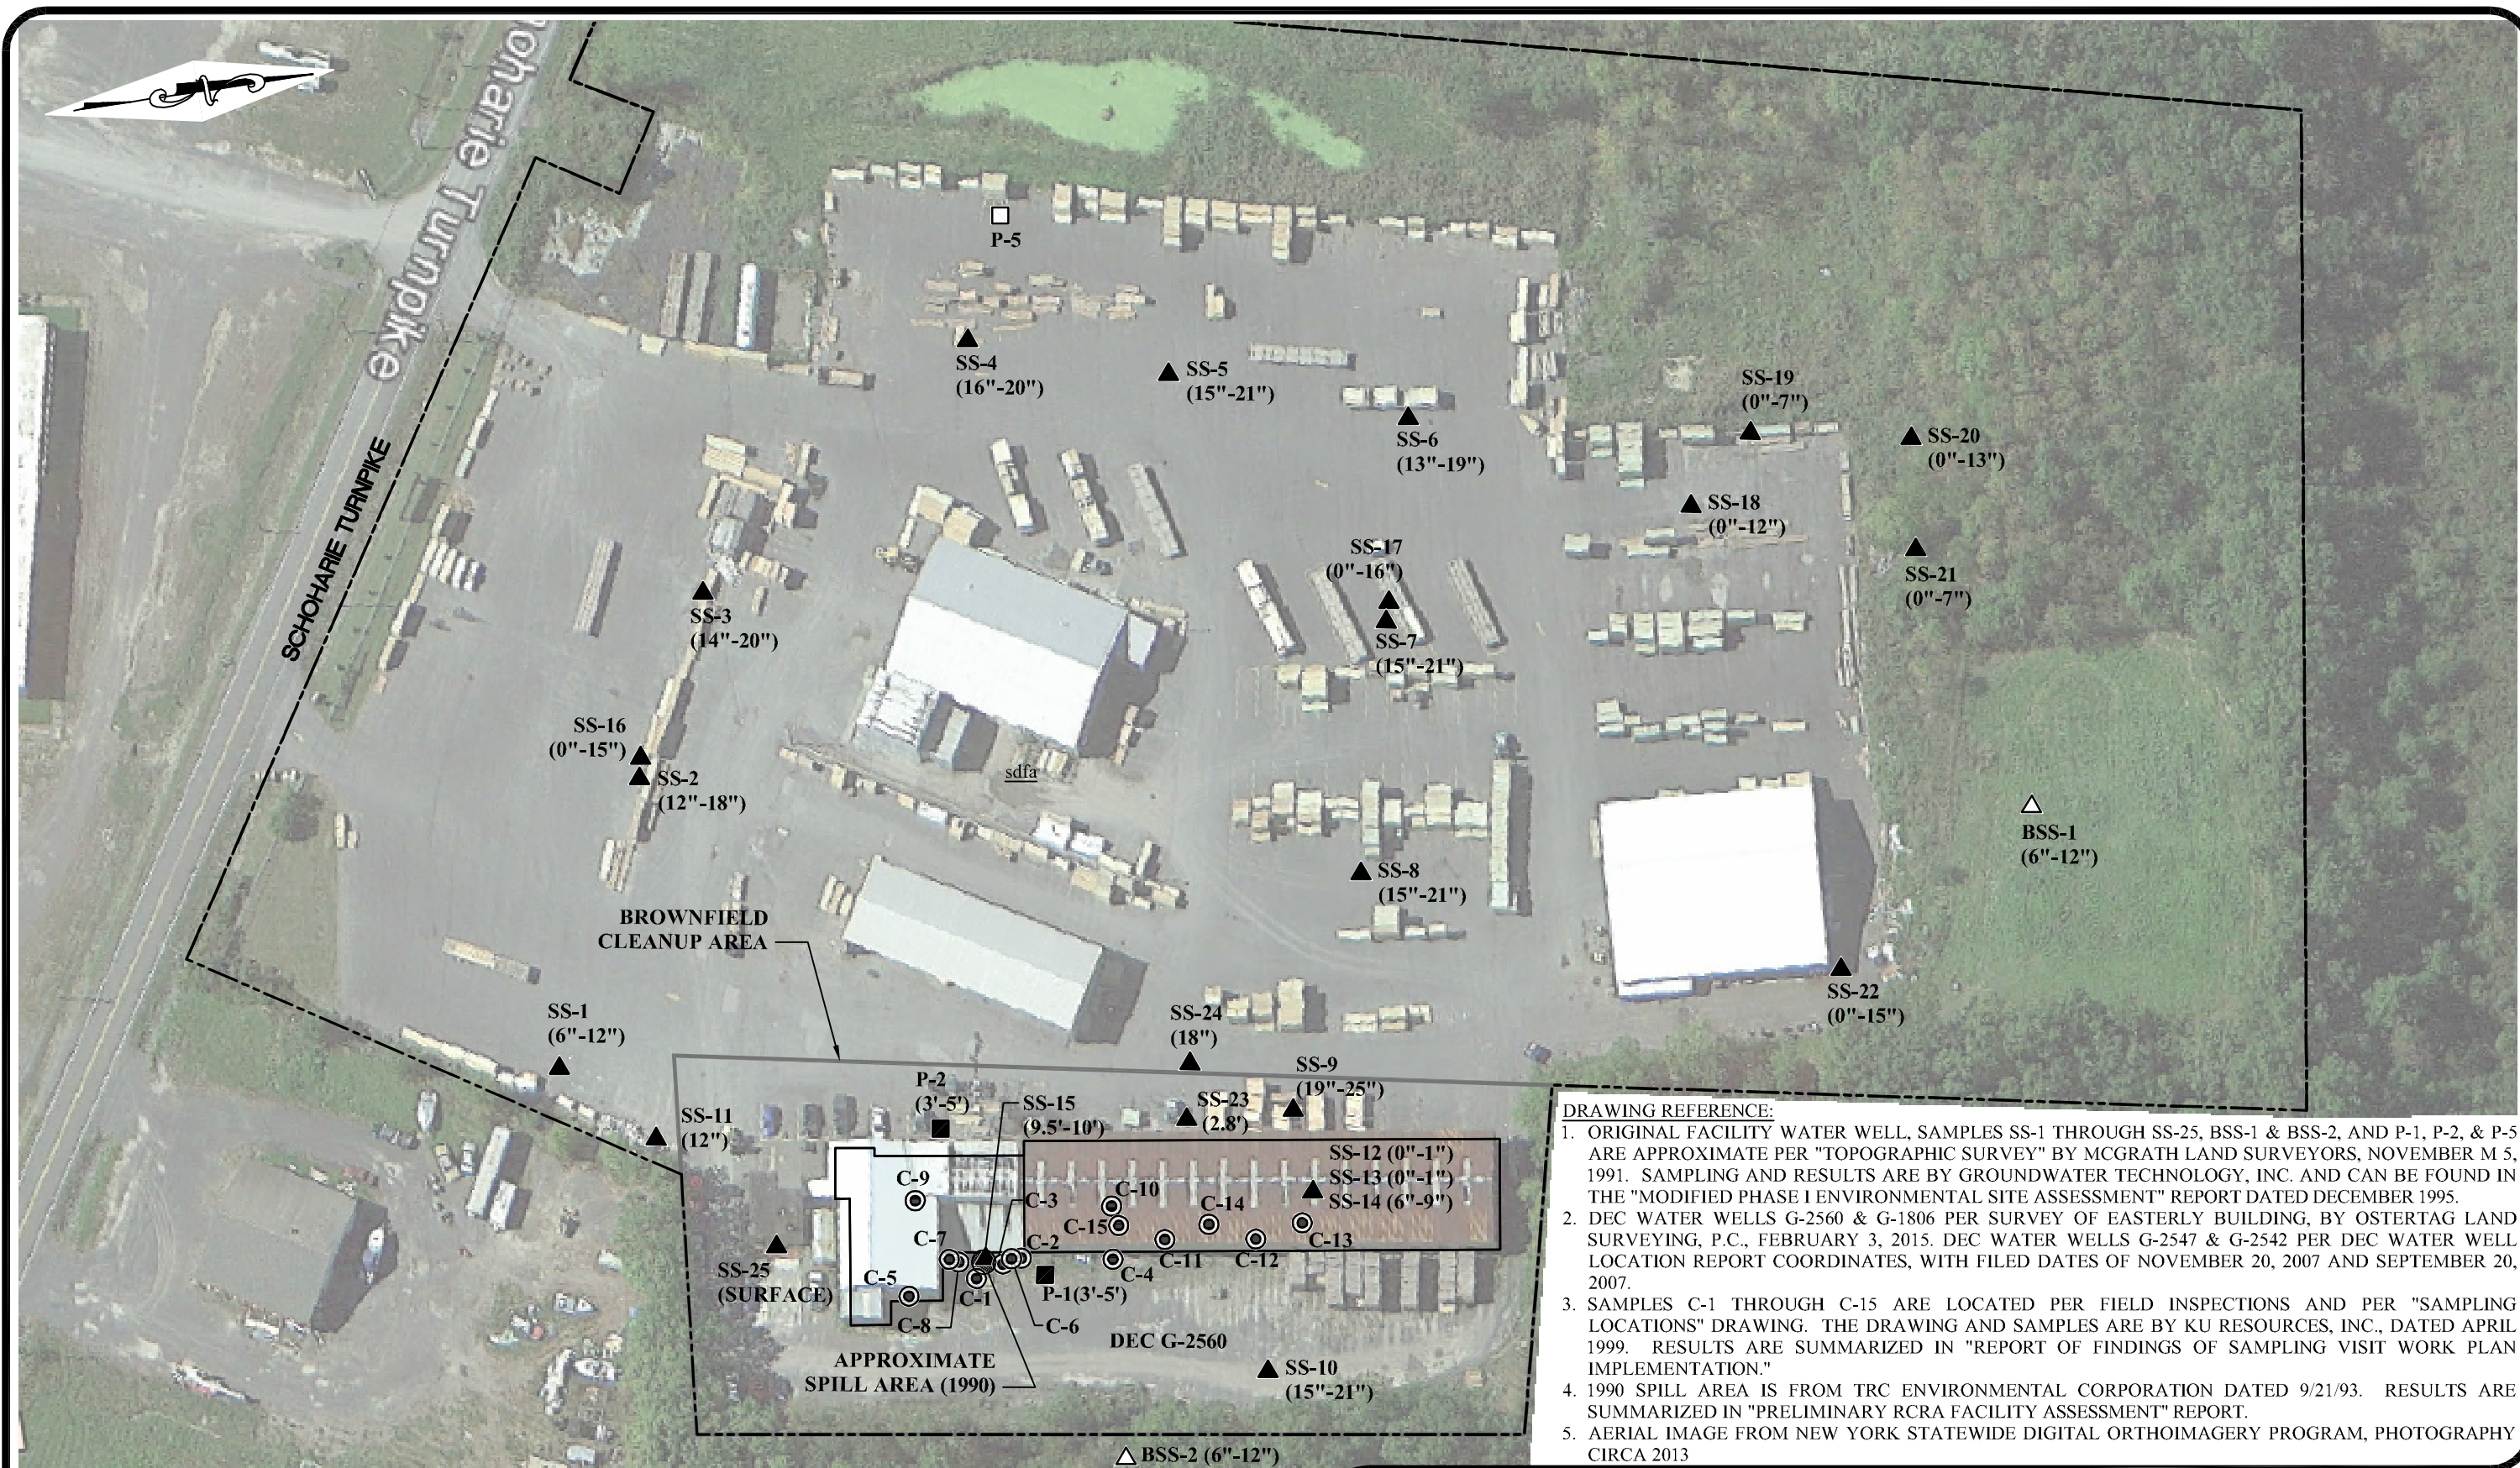 oharie Turnpike
SCHOHARIE TURNPIKE
P-5
SS-4
(16"-20")
SS-5
(15"-21")
SS-6
(13"-19")
SS-19
(0"-7")
SS-20
(0"-13")
SS-18
(0"-12")
SS-21
(0"-7")
SS-17
(0"-16")
SS-7
(15"-21")
SS-3
(14"-20")
SS-16
(0"-15")
SS-2
(12"-18")
sdfa
BSS-1
(6"-12")
SS-8
(15"-21")
BROWNFIELD
CLEANUP AREA
SS-22
(0"-15")
SS-1
(6"-12")
SS-24
(18")
SS-9
(19"-25")
P-2
(3'-5')
SS-15
(9.5'-10')
SS-23
(2.8')
SS-11
(12")
SS-12 (0"-1")
SS-13 (0"-1")
SS-14 (6"-9")
C-9
C-3
C-10
C-14
C-15
C-7
C-2
C-11
C-12
C-13
C-4
SS-25
(SURFACE)
C-5
C-1
P-1(3'-5')
C-8
C-6
DEC G-2560
APPROXIMATE
SPILL AREA (1990)
SS-10
(15"-21")
BSS-2 (6"-12")
DRAWING REFERENCE:
1. ORIGINAL FACILITY WATER WELL, SAMPLES SS-1 THROUGH SS-25, BSS-1 & BSS-2, AND P-1, P-2, & P-5
ARE APPROXIMATE PER "TOPOGRAPHIC SURVEY" BY MCGRATH LAND SURVEYORS, NOVEMBER M 5,
1991. SAMPLING AND RESULTS ARE BY GROUNDWATER TECHNOLOGY, INC. AND CAN BE FOUND IN
THE "MODIFIED PHASE I ENVIRONMENTAL SITE ASSESSMENT" REPORT DATED DECEMBER 1995.
2. DEC WATER WELLS G-2560 & G-1806 PER SURVEY OF EASTERLY BUILDING, BY OSTERTAG LAND
SURVEYING, P.C., FEBRUARY 3, 2015. DEC WATER WELLS G-2547 & G-2542 PER DEC WATER WELL
LOCATION REPORT COORDINATES, WITH FILED DATES OF NOVEMBER 20, 2007 AND SEPTEMBER 20,
2007.
3. SAMPLES C-1 THROUGH C-15 ARE LOCATED PER FIELD INSPECTIONS AND PER "SAMPLING
LOCATIONS" DRAWING. THE DRAWING AND SAMPLES ARE BY KU RESOURCES, INC., DATED APRIL
1999. RESULTS ARE SUMMARIZED IN "REPORT OF FINDINGS OF SAMPLING VISIT WORK PLAN
IMPLEMENTATION."
4. 1990 SPILL AREA IS FROM TRC ENVIRONMENTAL CORPORATION DATED 9/21/93. RESULTS ARE
SUMMARIZED IN "PRELIMINARY RCRA FACILITY ASSESSMENT" REPORT.
5. AERIAL IMAGE FROM NEW YORK STATEWIDE DIGITAL ORTHOIMAGERY PROGRAM, PHOTOGRAPHY
CIRCA 2013